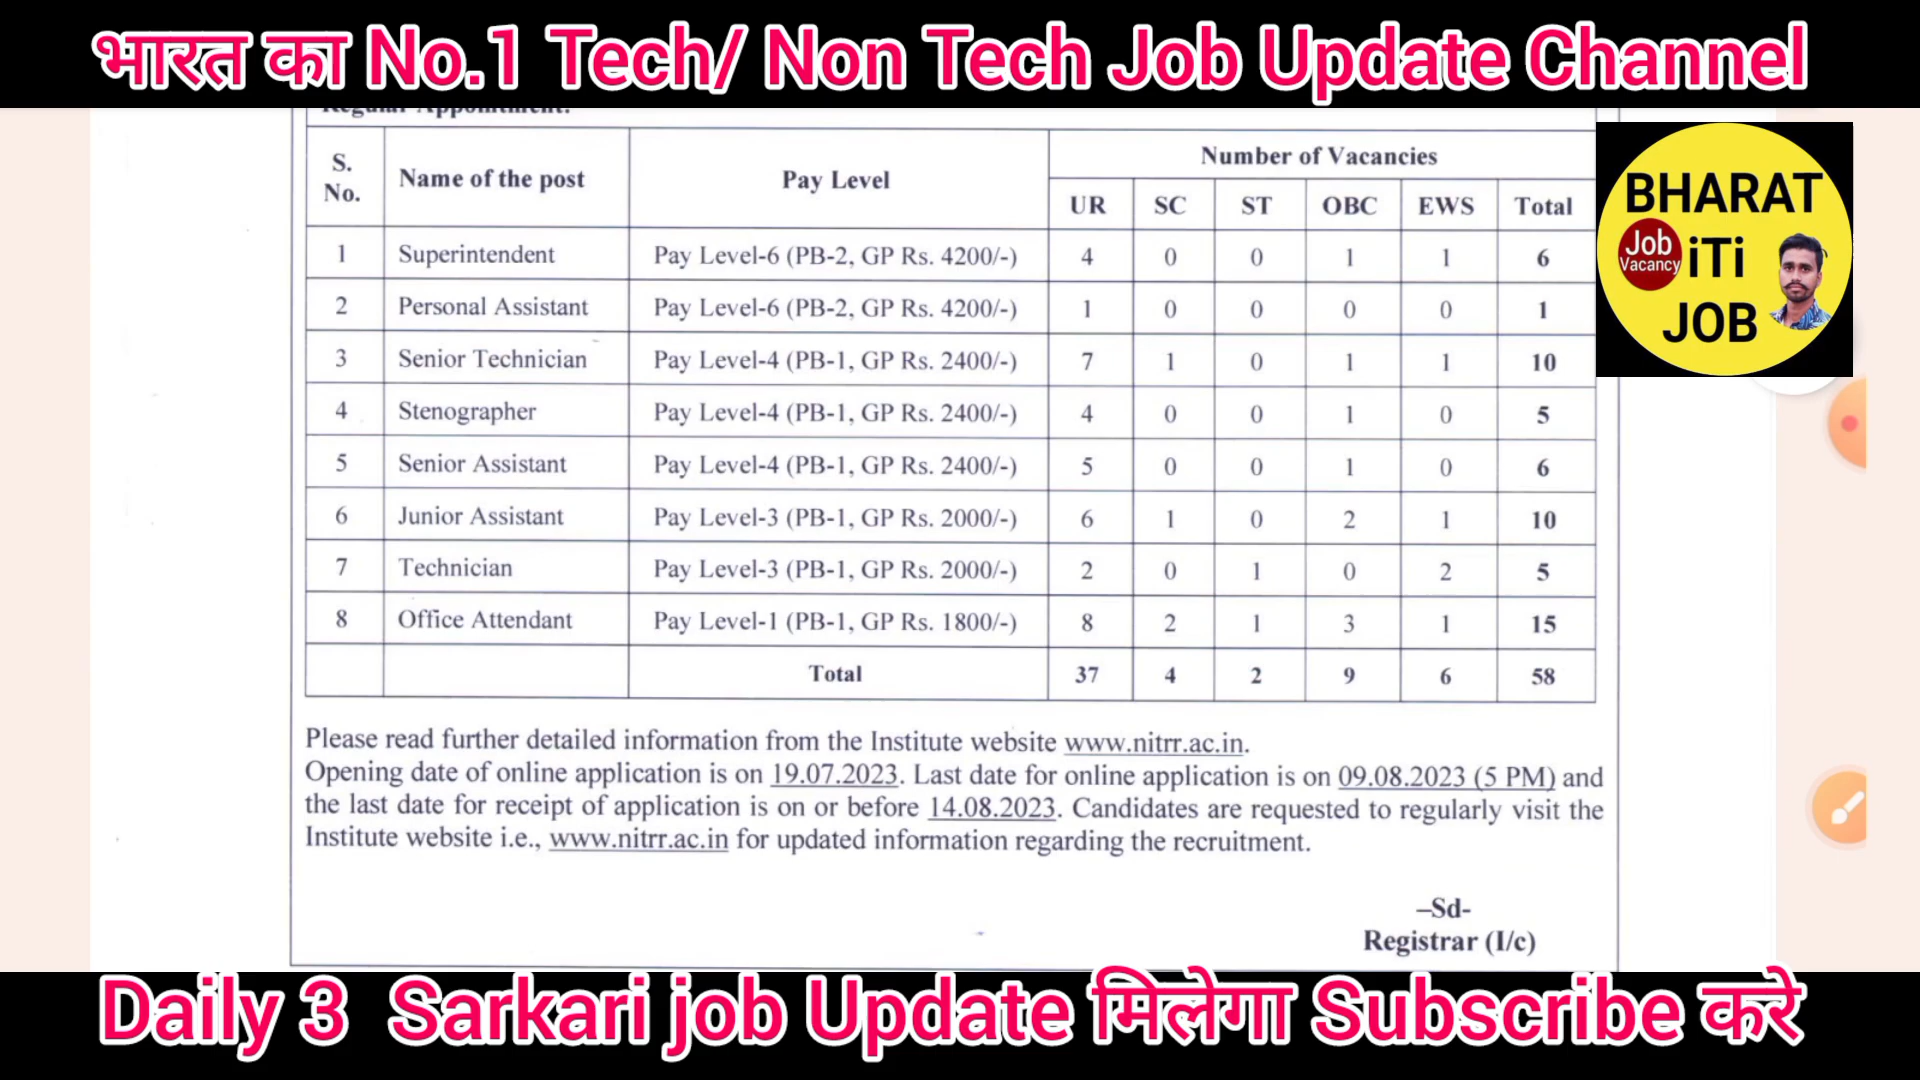 भारत का No.1 Tech/ Non Tech Job Update Channel
Regular Appointment:
S. No. Name of the post Pay Level Number of Vacancies
UR SC ST OBC EWS Total
1 Superintendent Pay Level-6 (PB-2, GP Rs. 4200/-) 4 0 0 1 1 6
2 Personal Assistant Pay Level-6 (PB-2, GP Rs. 4200/-) 1 0 0 0 0 1
3 Senior Technician Pay Level-4 (PB-1, GP Rs. 2400/-) 7 1 0 1 1 10
4 Stenographer Pay Level-4 (PB-1, GP Rs. 2400/-) 4 0 0 1 0 5
5 Senior Assistant Pay Level-4 (PB-1, GP Rs. 2400/-) 5 0 0 1 0 6
6 Junior Assistant Pay Level-3 (PB-1, GP Rs. 2000/-) 6 1 0 2 1 10
7 Technician Pay Level-3 (PB-1, GP Rs. 2000/-) 2 0 1 0 2 5
8 Office Attendant Pay Level-1 (PB-1, GP Rs. 1800/-) 8 2 1 3 1 15
Total 37 4 2 9 6 58
Please read further detailed information from the Institute website www.nitrr.ac.in.
Opening date of online application is on 19.07.2023. Last date for online application is on 09.08.2023 (5 PM) and
the last date for receipt of application is on or before 14.08.2023. Candidates are requested to regularly visit the
Institute website i.e., www.nitrr.ac.in for updated information regarding the recruitment.
–Sd-
Registrar (I/c)
BHARAT
Job
Vacancy
iTi
JOB
Daily 3 Sarkari job Update मिलेगा Subscribe करे